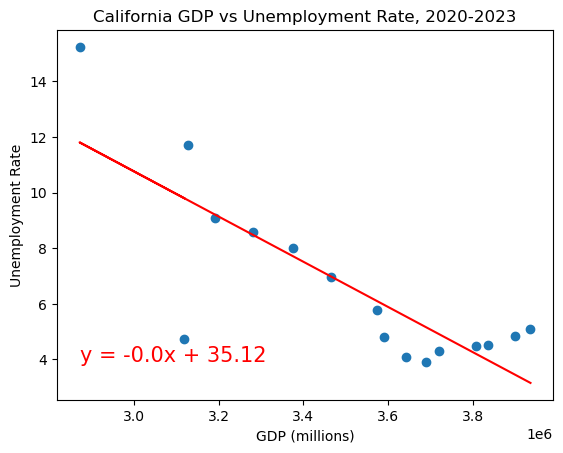 California GDP vs Unemployment Rate, 2020-2023
14
12
10
8
6
4
Unemployment Rate
y = -0.0x + 35.12
3.0
3.2
3.4
3.6
3.8
1e6
GDP (millions)